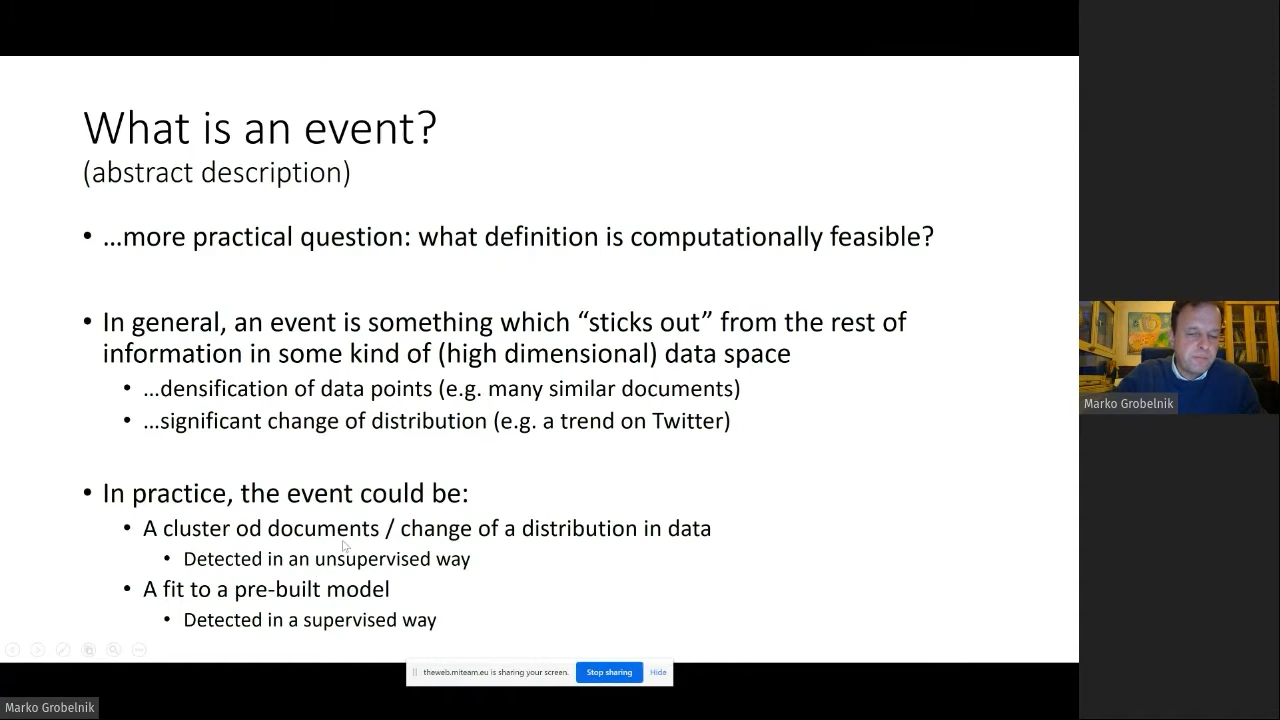 What is an event?
(abstract description)
• …more practical question: what definition is computationally feasible?
• In general, an event is something which “sticks out” from the rest of
information in some kind of (high dimensional) data space
• …densification of data points (e.g. many similar documents)
• …significant change of distribution (e.g. a trend on Twitter)
• In practice, the event could be:
• A cluster od documents / change of a distribution in data
• Detected in an unsupervised way
• A fit to a pre-built model
• Detected in a supervised way
theweb.miteam.eu is sharing your screen. Stop sharing Hide
Marko Grobelnik
Marko Grobelnik